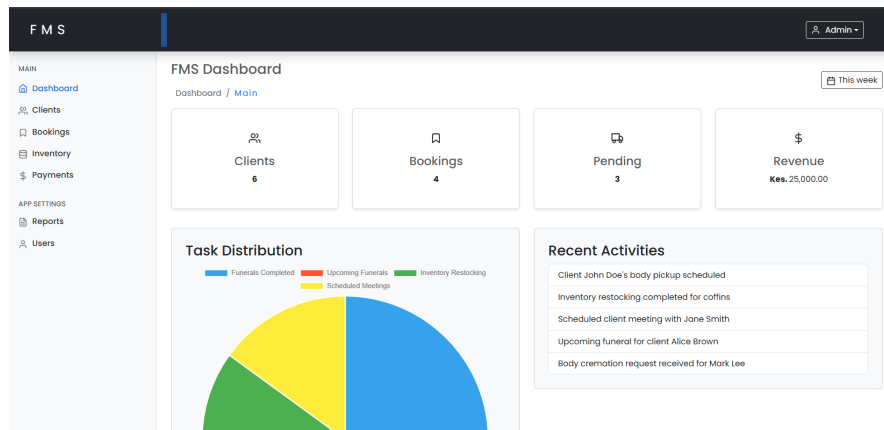 F M S
Admin
MAIN
Dashboard
Clients
Bookings
Inventory
Payments
APP SETTINGS
Reports
Users
FMS Dashboard
Dashboard / Main
This week
Clients
6
Bookings
4
Pending
3
Revenue
Kes. 25,000.00
Task Distribution
Funerals Completed Upcoming Funerals Inventory Restocking
Scheduled Meetings
Recent Activities
Client John Doe's body pickup scheduled
Inventory restocking completed for coffins
Scheduled client meeting with Jane Smith
Upcoming funeral for client Alice Brown
Body cremation request received for Mark Lee